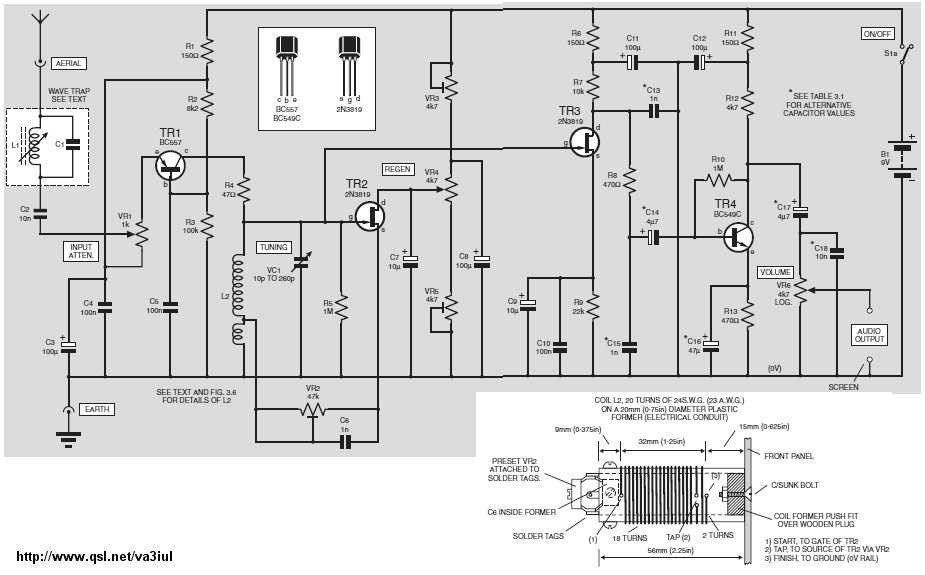 AERIAL
WAVE TRAP
SEE TEXT
L1
C1
C2
10n
INPUT
ATTEN.
VR1
1k
C3
100µ
C4
100n
C5
100n
EARTH
R1
150Ω
R2
8k2
TR1
BC557
e
c
b
R3
100k
R4
47Ω
c b e
BC557
BC549C
s g d
2N3819
L2
TUNING
VC1
10p TO 260p
R5
1M
TR2
2N3819
d
g
s
REGEN
VR3
4k7
VR4
4k7
VR5
4k7
C7
10µ
C8
100µ
SEE TEXT AND FIG. 3.6
FOR DETAILS OF L2
VR2
47k
C6
1n
R6
150Ω
R7
10k
C11
100µ
C12
100µ
R11
150Ω
*C13
1n
TR3
2N3819
d
g
s
R8
470Ω
*C14
4µ7
R10
1M
R12
4k7
TR4
BC549C
c
b
e
C9
10µ
C10
100n
R9
22k
*C15
1n
*C16
47µ
R13
470Ω
*C17
4µ7
*C18
10n
VOLUME
VR6
4k7
LOG.
(0V)
ON/OFF
S1a
*
SEE TABLE 3.1
FOR ALTERNATIVE
CAPACITOR VALUES
B1
9V
AUDIO
OUTPUT
SCREEN
COIL L2, 20 TURNS OF 24S.W.G. (23 A.W.G.)
ON A 20mm (0·75in) DIAMETER PLASTIC
FORMER (ELECTRICAL CONDUIT)
9mm (0·375in)
32mm (1·25in)
15mm (0·625in)
PRESET VR2
ATTACHED TO
SOLDER TAGS.
C6 INSIDE FORMER
SOLDER TAGS
(1)
18 TURNS
TAP (2)
2 TURNS
(3)
56mm (2.25in)
FRONT PANEL
C/SUNK BOLT
COIL FORMER PUSH FIT
OVER WOODEN PLUG
1) START, TO GATE OF TR2
2) TAP, TO SOURCE OF TR2 VIA VR2
3) FINISH, TO GROUND (0V RAIL)
http://www.qsl.net/va3iul